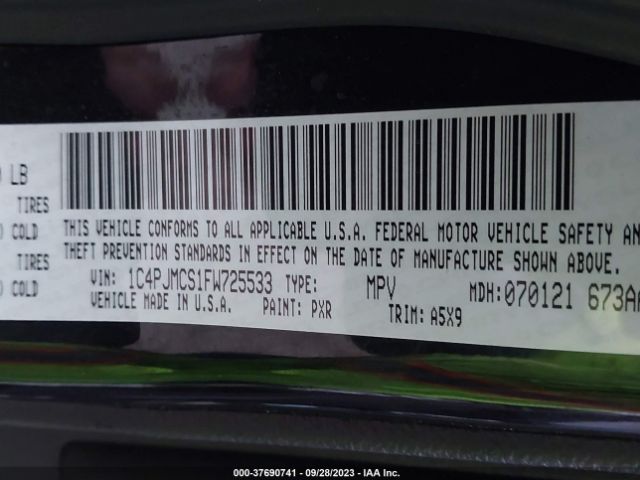 LB
TIRES
COLD
TIRES
COLD
THIS VEHICLE CONFORMS TO ALL APPLICABLE U.S.A. FEDERAL MOTOR VEHICLE SAFETY AN
THEFT PREVENTION STANDARDS IN EFFECT ON THE DATE OF MANUFACTURE SHOWN ABOVE.
VIN: 1C4PJMCS1FW725533 TYPE: MPV MDH:070121 673AA
VEHICLE MADE IN U.S.A. PAINT: PXR TRIM: A5X9
000-37690741 - 09/28/2023 - IAA Inc.